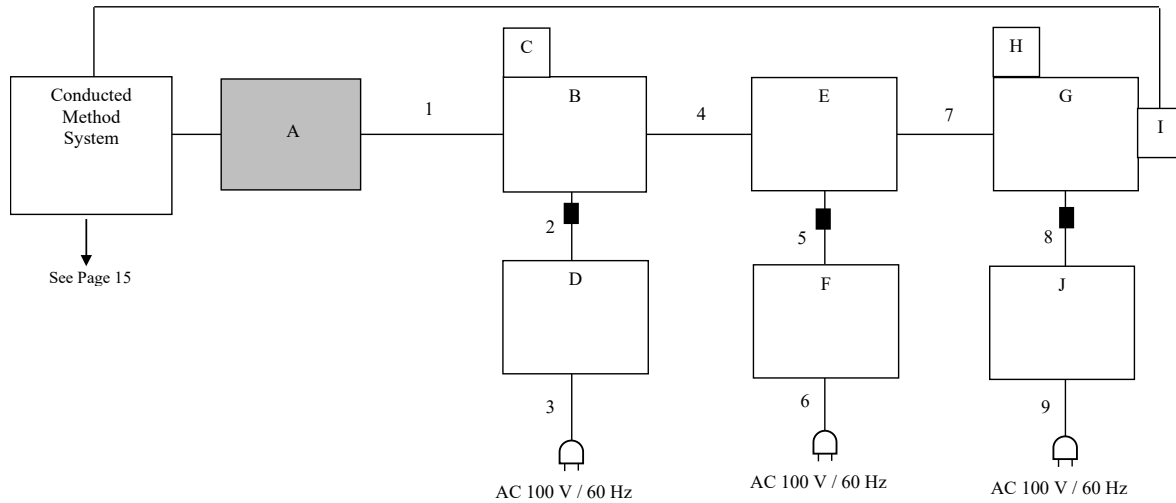 C
H
Conducted
Method
System
A
1
B
4
E
7
G
I
2
5
8
See Page 15
D
F
J
3
6
9
AC 100 V / 60 Hz
AC 100 V / 60 Hz
AC 100 V / 60 Hz